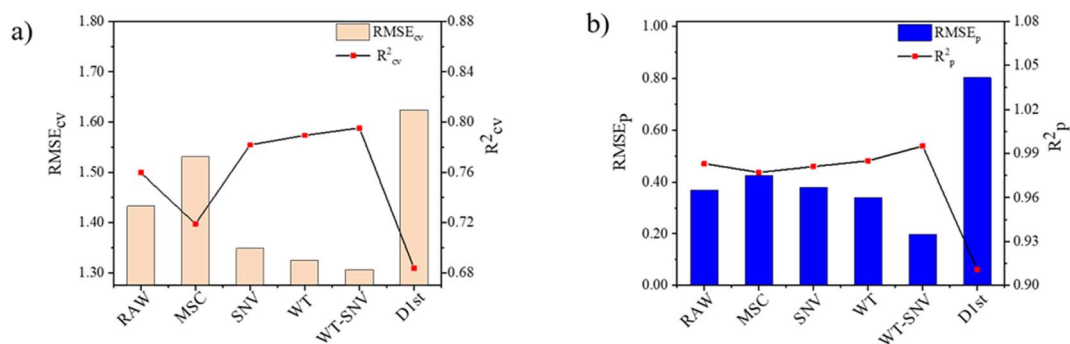 a)
RMSEcv
R²cv
1.80
1.70
1.60
1.50
1.40
1.30
RMSEcv
0.88
0.84
0.80
0.76
0.72
0.68
R²cv
RAW
MSC
SNV
WT
WT-SNV
D1st
b)
RMSEp
R²p
1.00
0.80
0.60
0.40
0.20
0.00
RMSEP
1.08
1.05
1.02
0.99
0.96
0.93
0.90
R²p
RAW
MSC
SNV
WT
WT-SNV
D1st